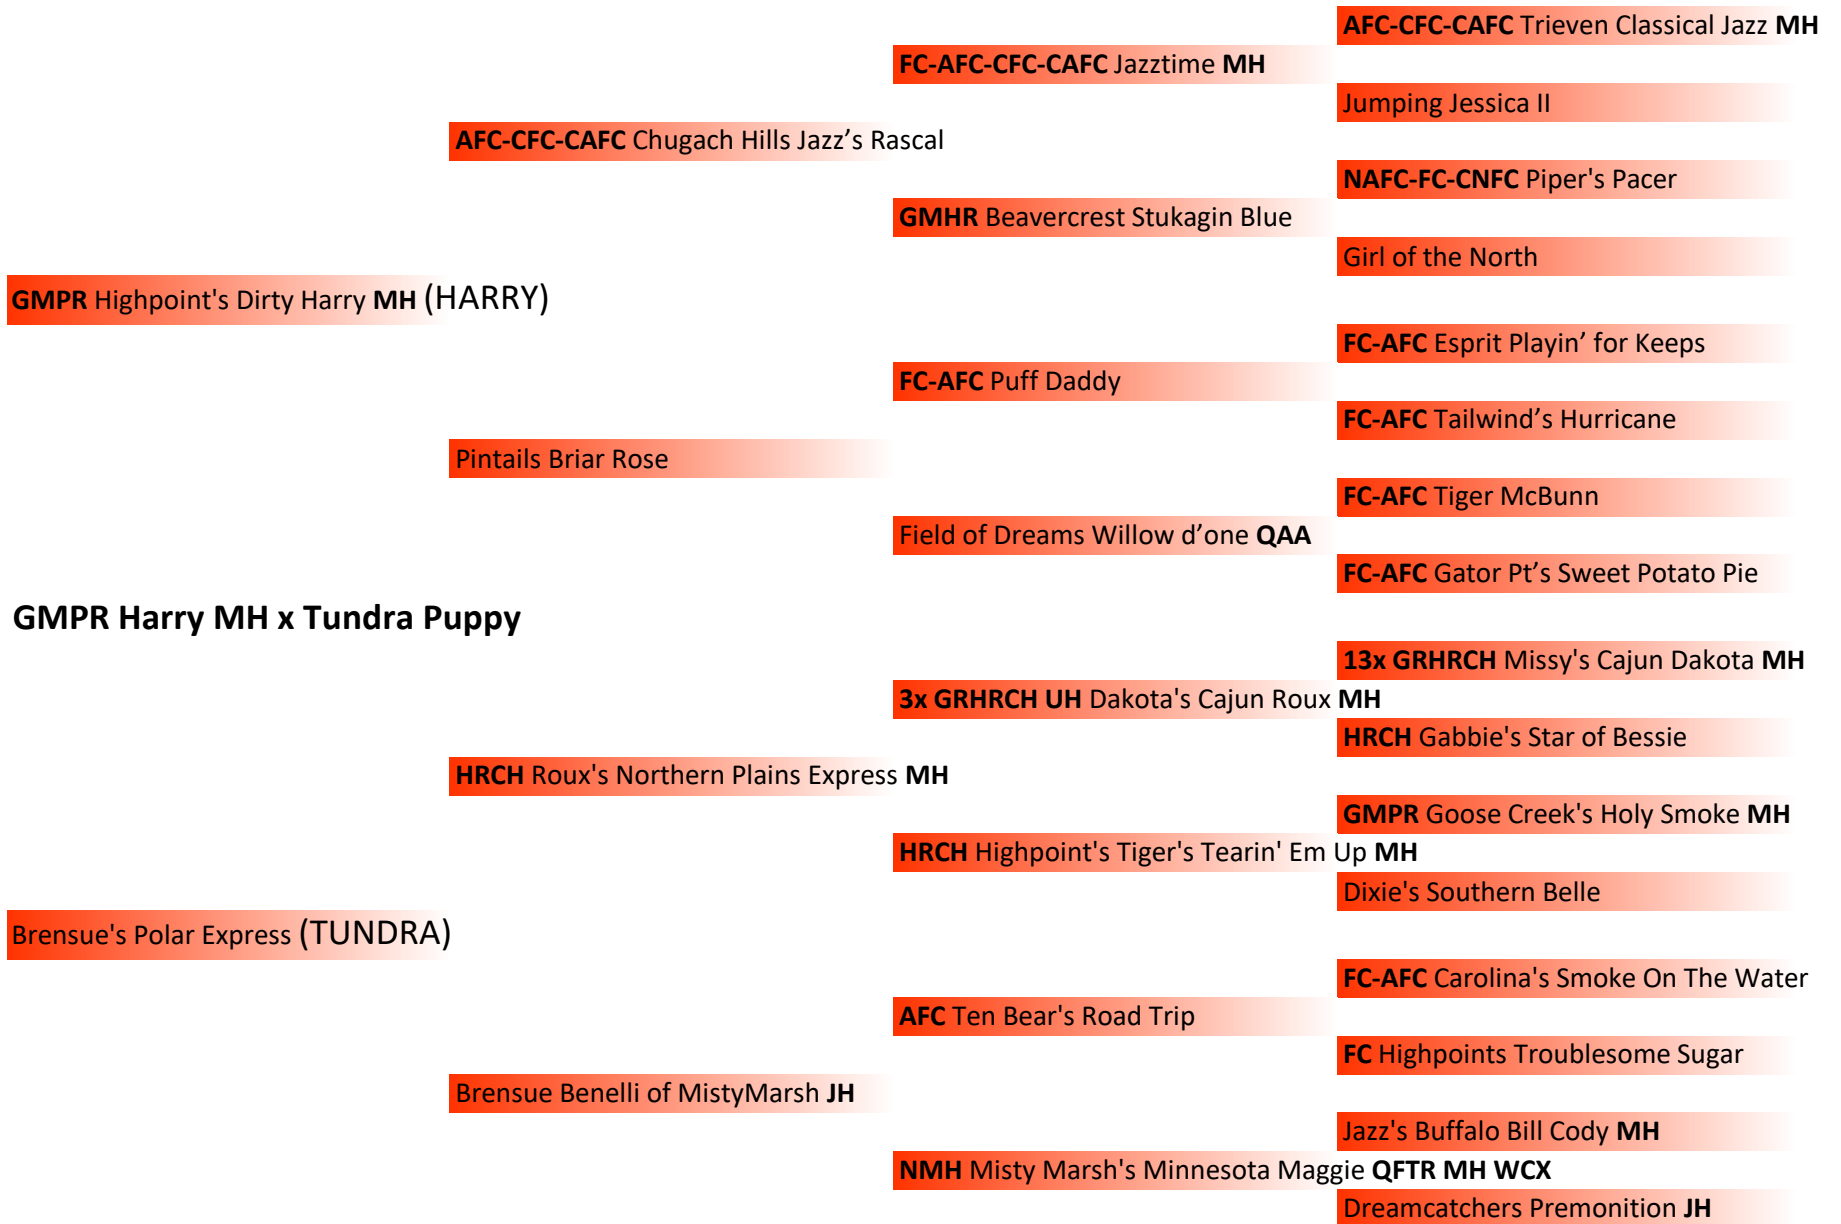 AFC-CFC-CAFC Trieven Classical Jazz MH
FC-AFC-CFC-CAFC Jazztime MH
Jumping Jessica II
AFC-CFC-CAFC Chugach Hills Jazz’s Rascal
NAFC-FC-CNFC Piper's Pacer
GMHR Beavercrest Stukagin Blue
Girl of the North
GMPR Highpoint's Dirty Harry MH (HARRY)
FC-AFC Esprit Playin’ for Keeps
FC-AFC Puff Daddy
FC-AFC Tailwind’s Hurricane
Pintails Briar Rose
FC-AFC Tiger McBunn
Field of Dreams Willow d’one QAA
FC-AFC Gator Pt’s Sweet Potato Pie
GMPR Harry MH x Tundra Puppy
13x GRHRCH Missy's Cajun Dakota MH
3x GRHRCH UH Dakota's Cajun Roux MH
HRCH Gabbie's Star of Bessie
HRCH Roux's Northern Plains Express MH
GMPR Goose Creek's Holy Smoke MH
HRCH Highpoint's Tiger's Tearin' Em Up MH
Dixie's Southern Belle
Brensue's Polar Express (TUNDRA)
FC-AFC Carolina's Smoke On The Water
AFC Ten Bear's Road Trip
FC Highpoints Troublesome Sugar
Brensue Benelli of MistyMarsh JH
Jazz's Buffalo Bill Cody MH
NMH Misty Marsh's Minnesota Maggie QFTR MH WCX
Dreamcatchers Premonition JH